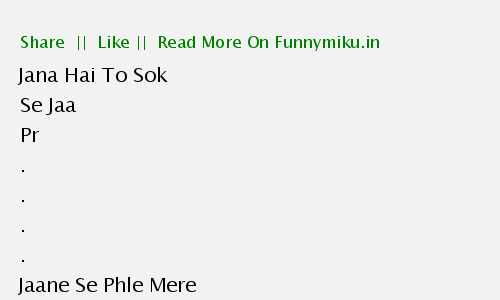 Share || Like || Read More On Funnymiku.in
Jana Hai To Sok
Se Jaa
Pr
.
.
.
.
Jaane Se Phle Mere